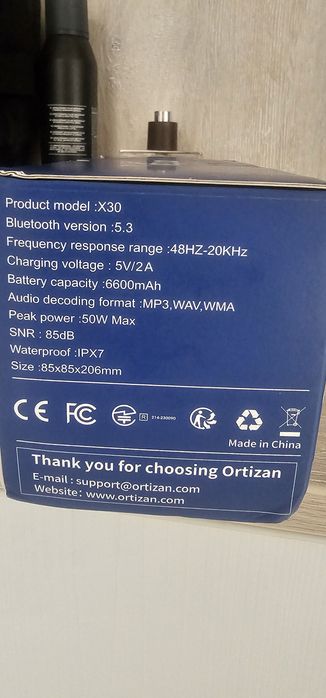 Product model :X30
Bluetooth version :5.3
Frequency response range :48HZ-20KHz
Charging voltage : 5V/2A
Battery capacity :6600mAh
Audio decoding format :MP3,WAV,WMA
Peak power :50W Max
SNR : 85dB
Waterproof :IPX7
Size :85x85x206mm
CE FC R 214-230090
Made in China
Thank you for choosing Ortizan
E-mail : support@ortizan.com
Website: www.ortizan.com